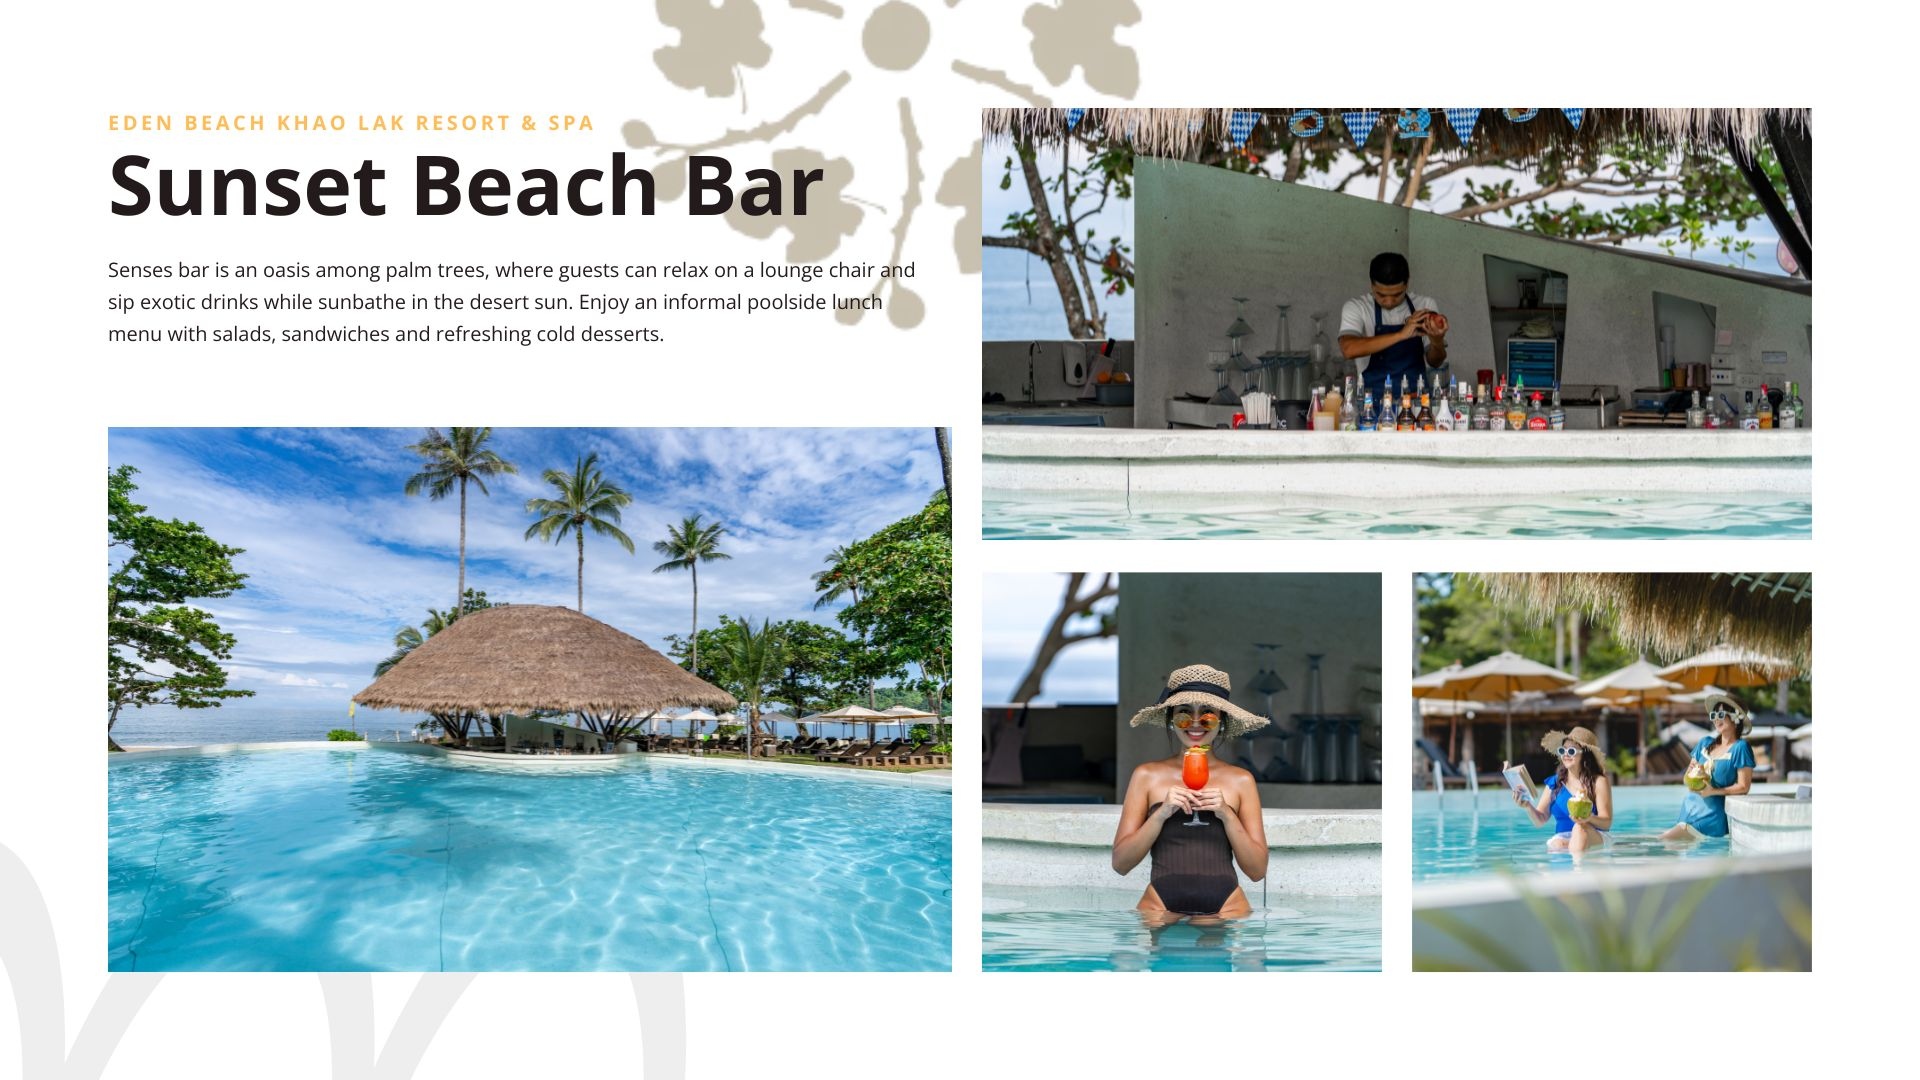 EDEN BEACH KHAO LAK RESORT & SPA
Sunset Beach Bar
Senses bar is an oasis among palm trees, where guests can relax on a lounge chair and
sip exotic drinks while sunbathe in the desert sun. Enjoy an informal poolside lunch
menu with salads, sandwiches and refreshing cold desserts.